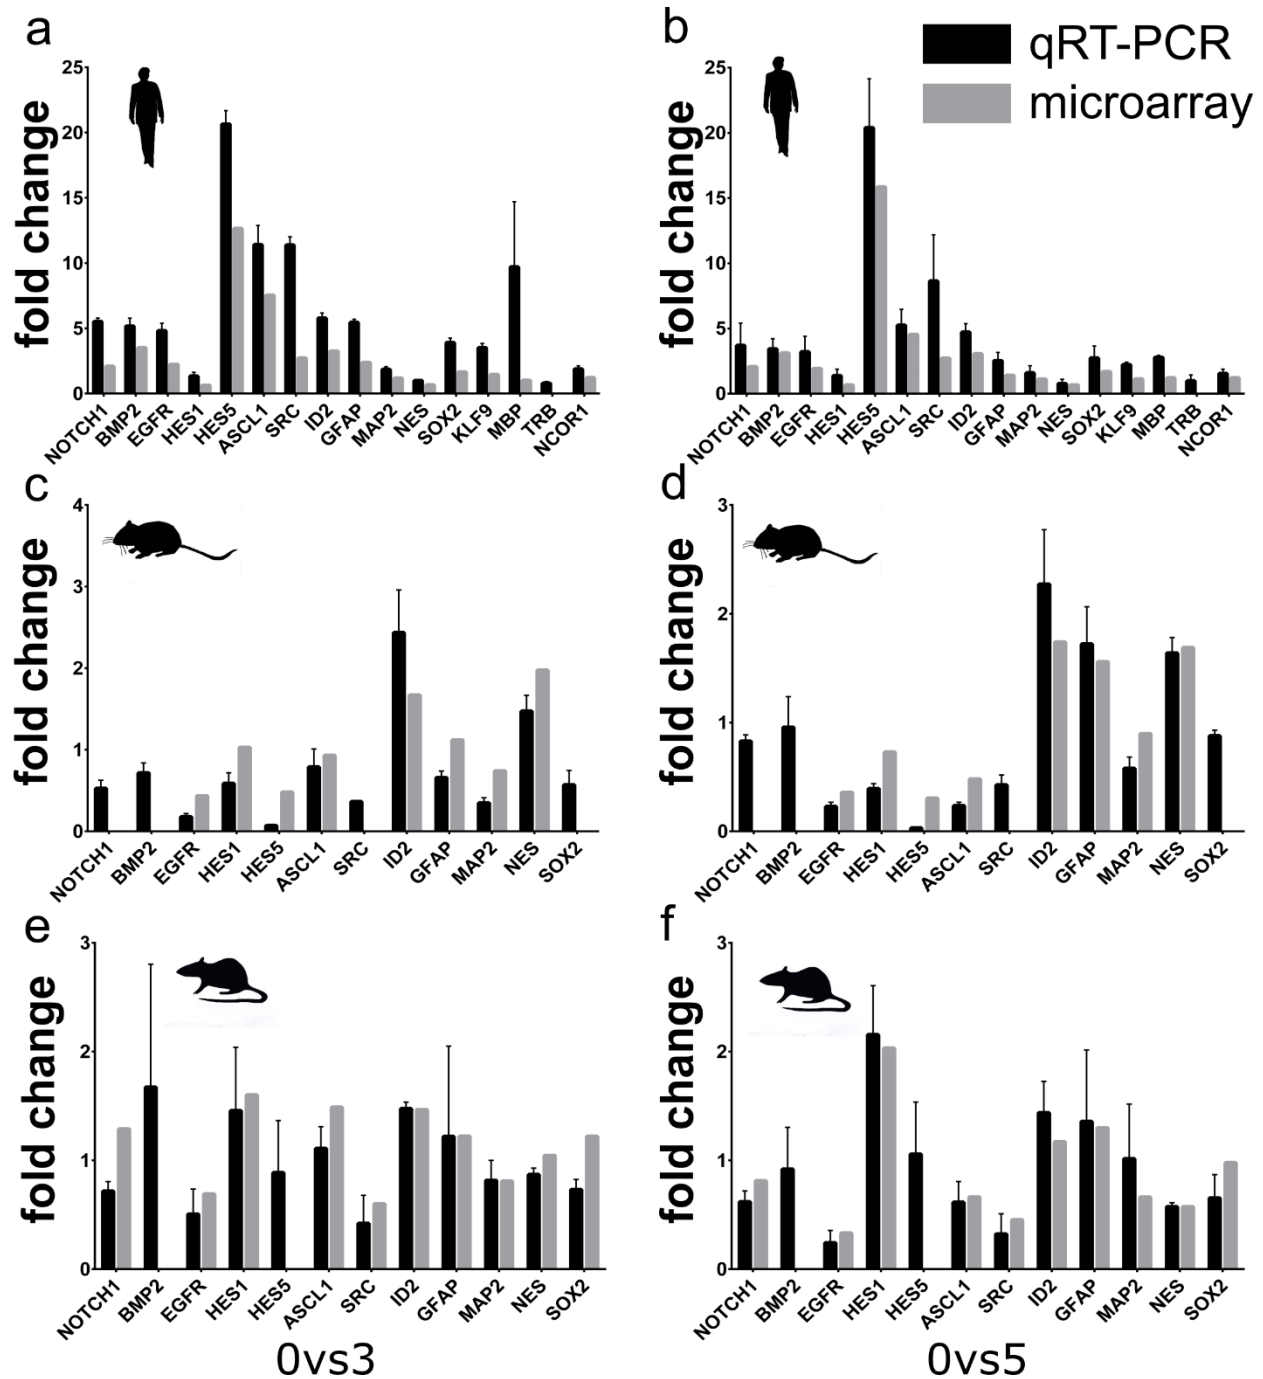 a
b
qRT-PCR
microarray
fold change
25
20
15
10
5
0
NOTCH1
BMP2
EGFR
HES1
HES5
ASCL1
SRC
ID2
GFAP
MAP2
NES
SOX2
KLF9
MBP
TRB
NCOR1
fold change
25
20
15
10
5
0
NOTCH1
BMP2
EGFR
HES1
HES5
ASCL1
SRC
ID2
GFAP
MAP2
NES
SOX2
KLF9
MBP
TRB
NCOR1
c
fold change
4
3
2
1
0
NOTCH1
BMP2
EGFR
HES1
HES5
ASCL1
SRC
ID2
GFAP
MAP2
NES
SOX2
d
fold change
3
2
1
0
NOTCH1
BMP2
EGFR
HES1
HES5
ASCL1
SRC
ID2
GFAP
MAP2
NES
SOX2
e
fold change
3
2
1
0
NOTCH1
BMP2
EGFR
HES1
HES5
ASCL1
SRC
ID2
GFAP
MAP2
NES
SOX2
0vs3
f
fold change
3
2
1
0
NOTCH1
BMP2
EGFR
HES1
HES5
ASCL1
SRC
ID2
GFAP
MAP2
NES
SOX2
0vs5